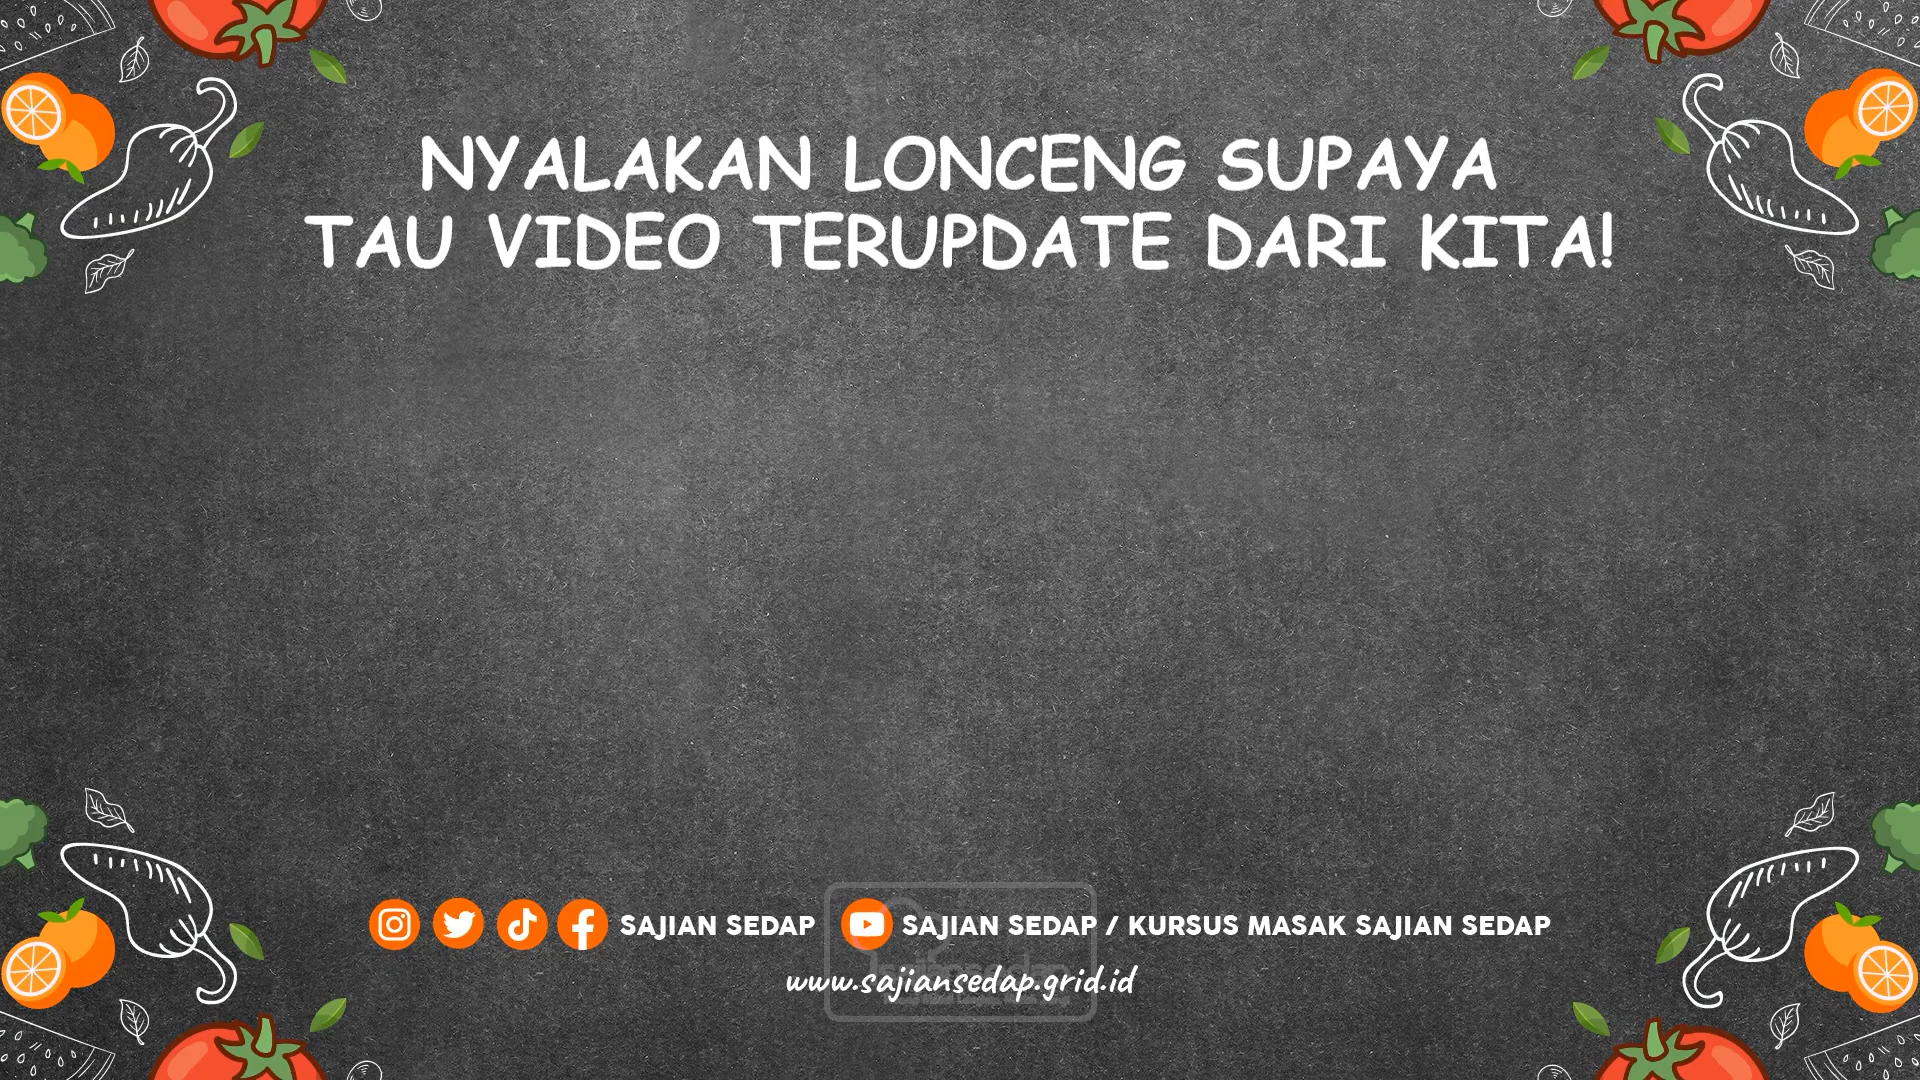 NYALAKAN LONCENG SUPAYA
TAU VIDEO TERUPDATE DARI KITA!
SAJIAN SEDAP SAJIAN SEDAP / KURSUS MASAK SAJIAN SEDAP
www.sajiansedap.grid.id